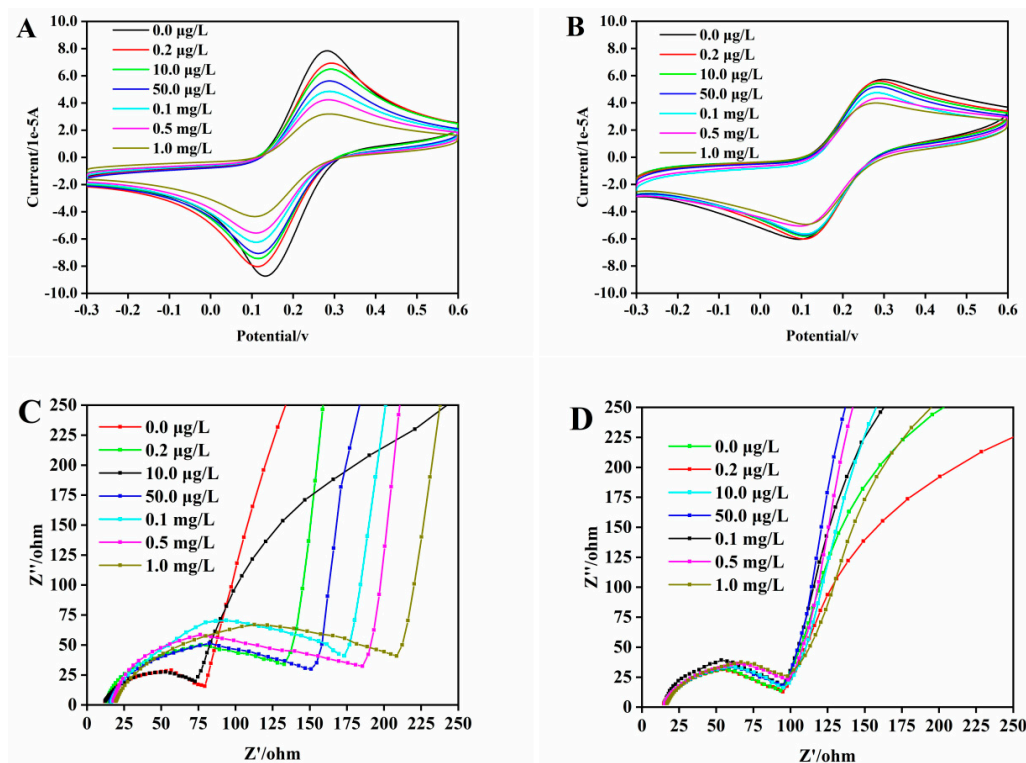 A
0.0 μg/L
0.2 μg/L
10.0 μg/L
50.0 μg/L
0.1 mg/L
0.5 mg/L
1.0 mg/L
10.0
8.0
6.0
4.0
2.0
0.0
-2.0
-4.0
-6.0
-8.0
-10.0
Current/1e-5A
-0.3 -0.2 -0.1 0.0 0.1 0.2 0.3 0.4 0.5 0.6
Potential/v
B
0.0 μg/L
0.2 μg/L
10.0 μg/L
50.0 μg/L
0.1 mg/L
0.5 mg/L
1.0 mg/L
10.0
8.0
6.0
4.0
2.0
0.0
-2.0
-4.0
-6.0
-8.0
-10.0
Current/1e-5A
-0.3 -0.2 -0.1 0.0 0.1 0.2 0.3 0.4 0.5 0.6
Potential/v
C
0.0 μg/L
0.2 μg/L
10.0 μg/L
50.0 μg/L
0.1 mg/L
0.5 mg/L
1.0 mg/L
250
225
200
175
150
125
100
75
50
25
0
Z''/ohm
0 25 50 75 100 125 150 175 200 225 250
Z'/ohm
D
0.0 μg/L
0.2 μg/L
10.0 μg/L
50.0 μg/L
0.1 mg/L
0.5 mg/L
1.0 mg/L
250
225
200
175
150
125
100
75
50
25
0
Z''/ohm
0 25 50 75 100 125 150 175 200 225 250
Z'/ohm